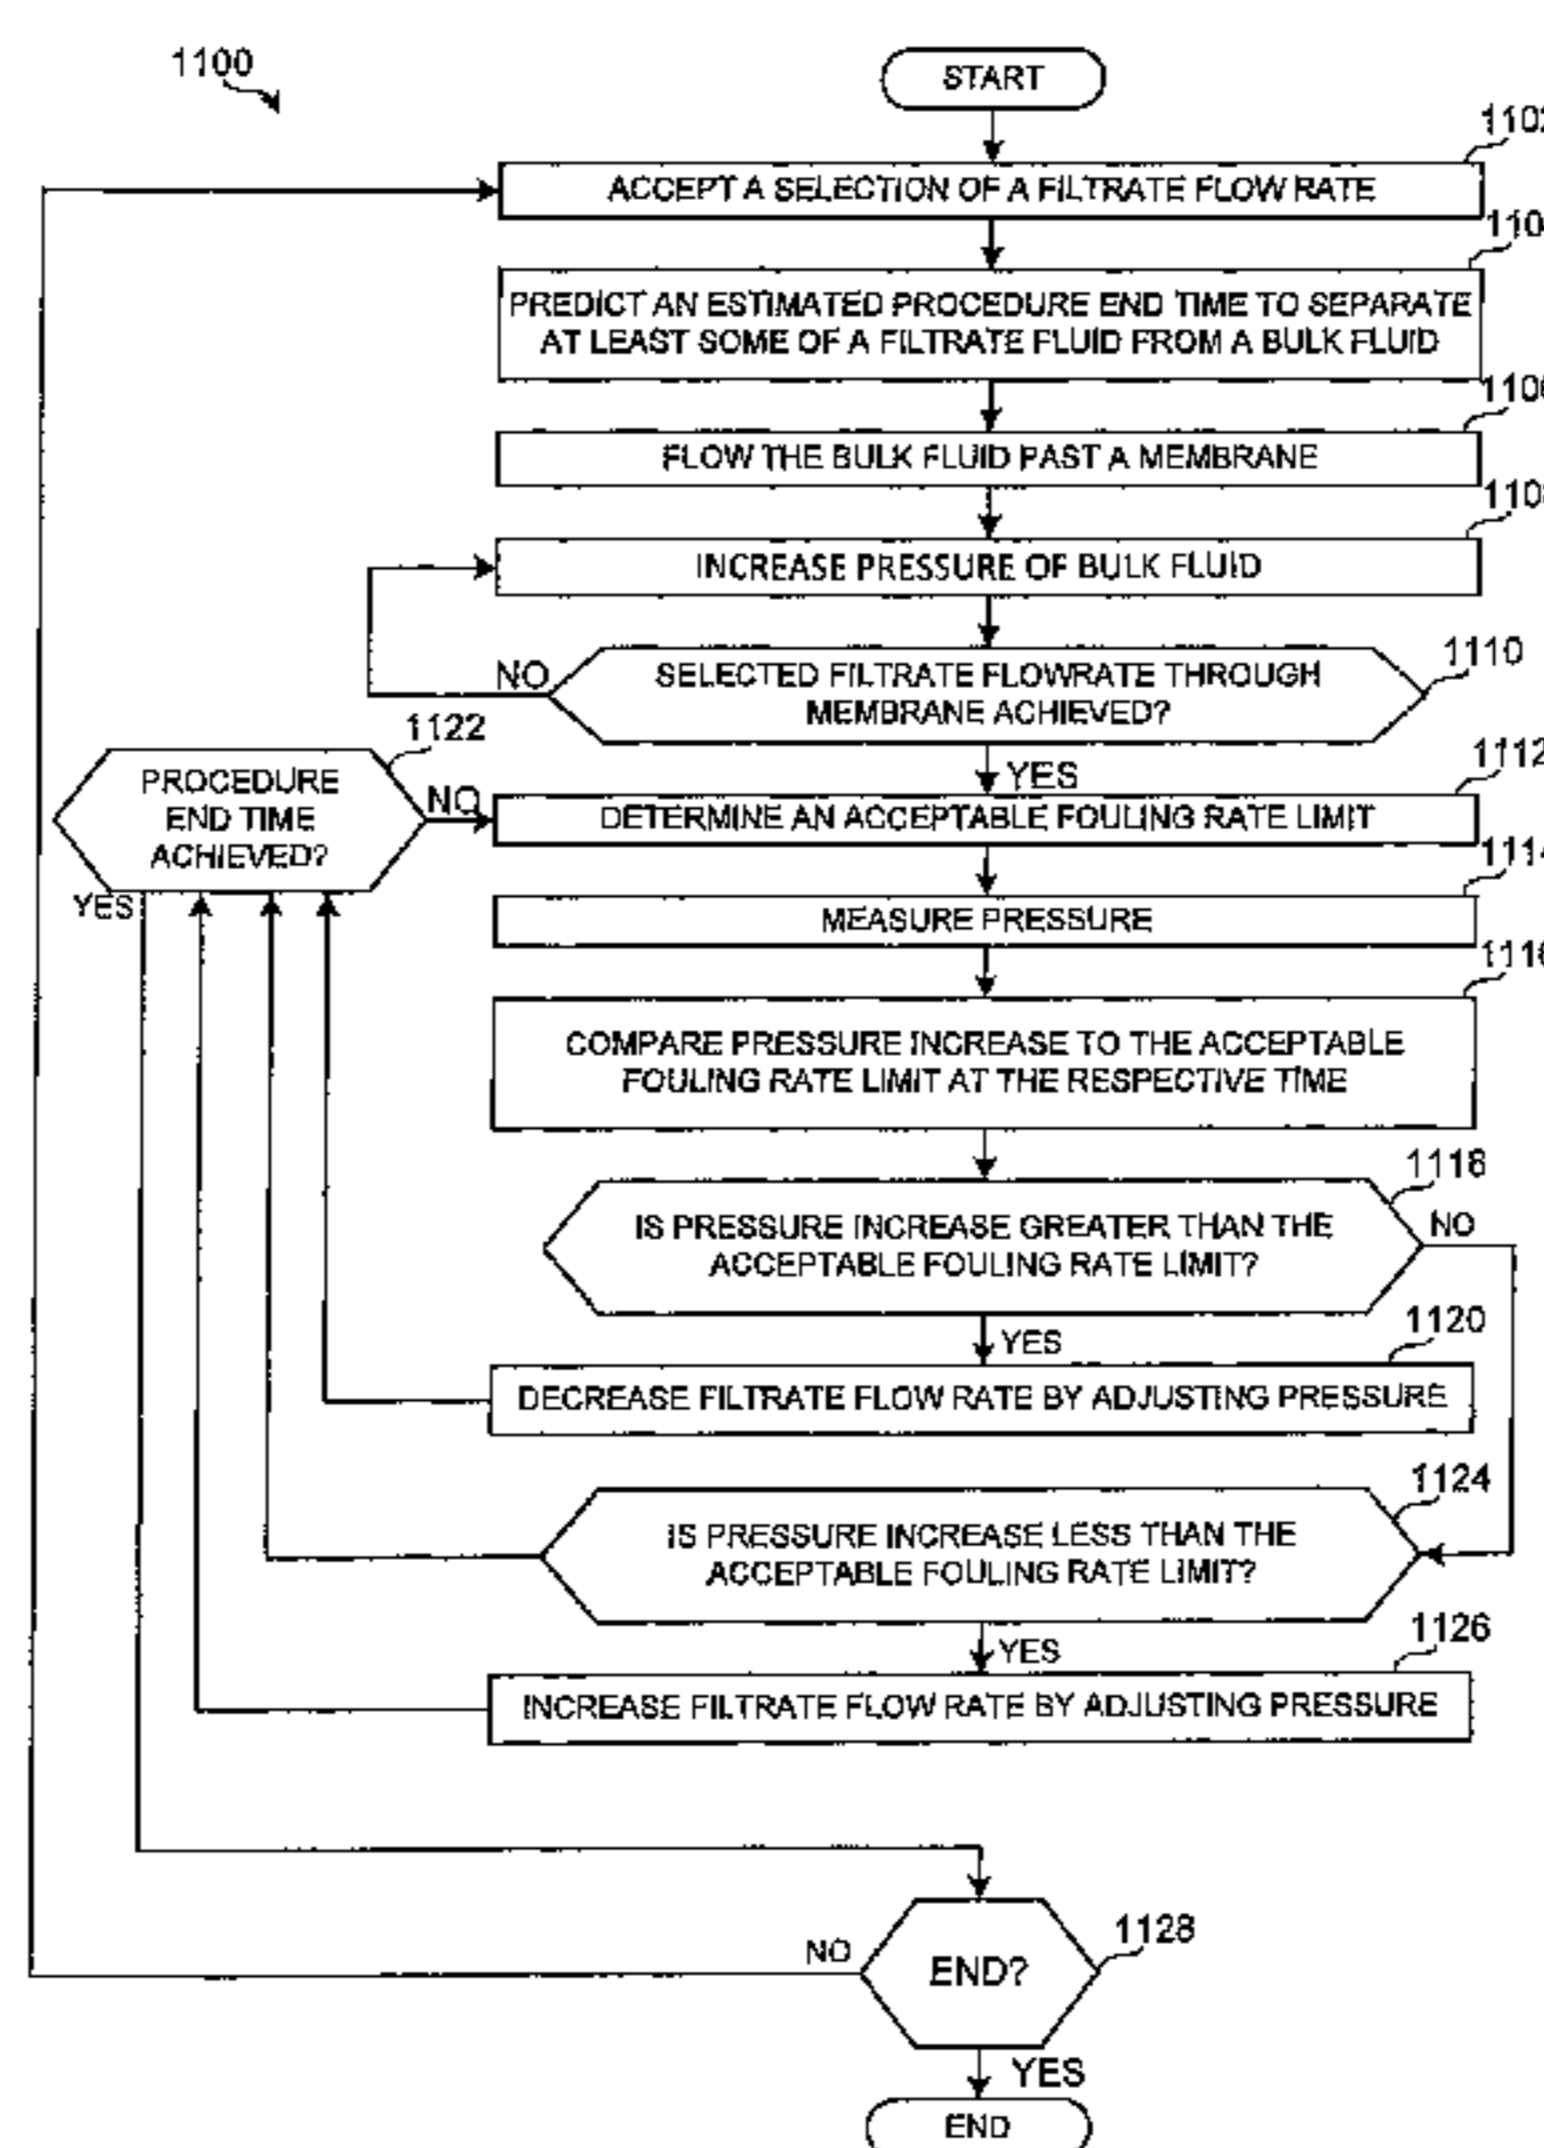 1100
START
ACCEPT A SELECTION OF A FILTRATE FLOW RATE
PREDICT AN ESTIMATED PROCEDURE END TIME TO SEPARATE
AT LEAST SOME OF A FILTRATE FLUID FROM A BULK FLUID
FLOW THE BULK FLUID PAST A MEMBRANE
INCREASE PRESSURE OF BULK FLUID
NO
SELECTED FILTRATE FLOWRATE THROUGH
MEMBRANE ACHIEVED?
1110
YES
1122
PROCEDURE
END TIME
ACHIEVED?
NO
YES
1112
DETERMINE AN ACCEPTABLE FOULING RATE LIMIT
1114
MEASURE PRESSURE
1116
COMPARE PRESSURE INCREASE TO THE ACCEPTABLE
FOULING RATE LIMIT AT THE RESPECTIVE TIME
1118
IS PRESSURE INCREASE GREATER THAN THE
ACCEPTABLE FOULING RATE LIMIT?
NO
YES
1120
DECREASE FILTRATE FLOW RATE BY ADJUSTING PRESSURE
1124
IS PRESSURE INCREASE LESS THAN THE
ACCEPTABLE FOULING RATE LIMIT?
YES
1126
INCREASE FILTRATE FLOW RATE BY ADJUSTING PRESSURE
NO
END?
1128
YES
END